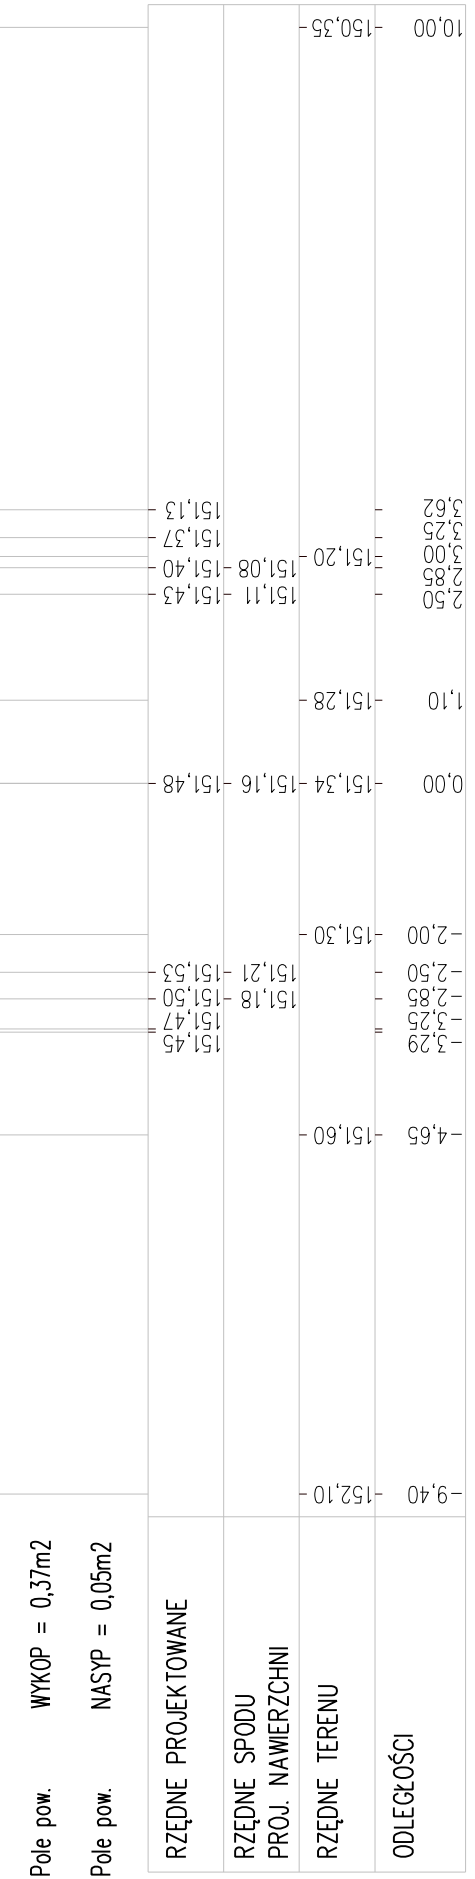 Pole pow. WYKOP = 0,37m2
Pole pow. NASYP = 0,05m2
RZĘDNE PROJEKTOWANE 151,45 151,47 151,50 151,53 151,48 151,43 151,40 151,37 151,13
RZĘDNE SPODU
PROJ. NAWIERZCHNI 151,18 151,21 151,16 151,11 151,08
RZĘDNE TERENU 152,10 151,60 151,30 151,34 151,28 151,20 150,35
ODLEGŁOŚCI -9,40 -4,65 -3,29 -3,25 -2,85 -2,50 -2,00 0,00 1,10 2,50 2,85 3,00 3,25 3,62 10,00